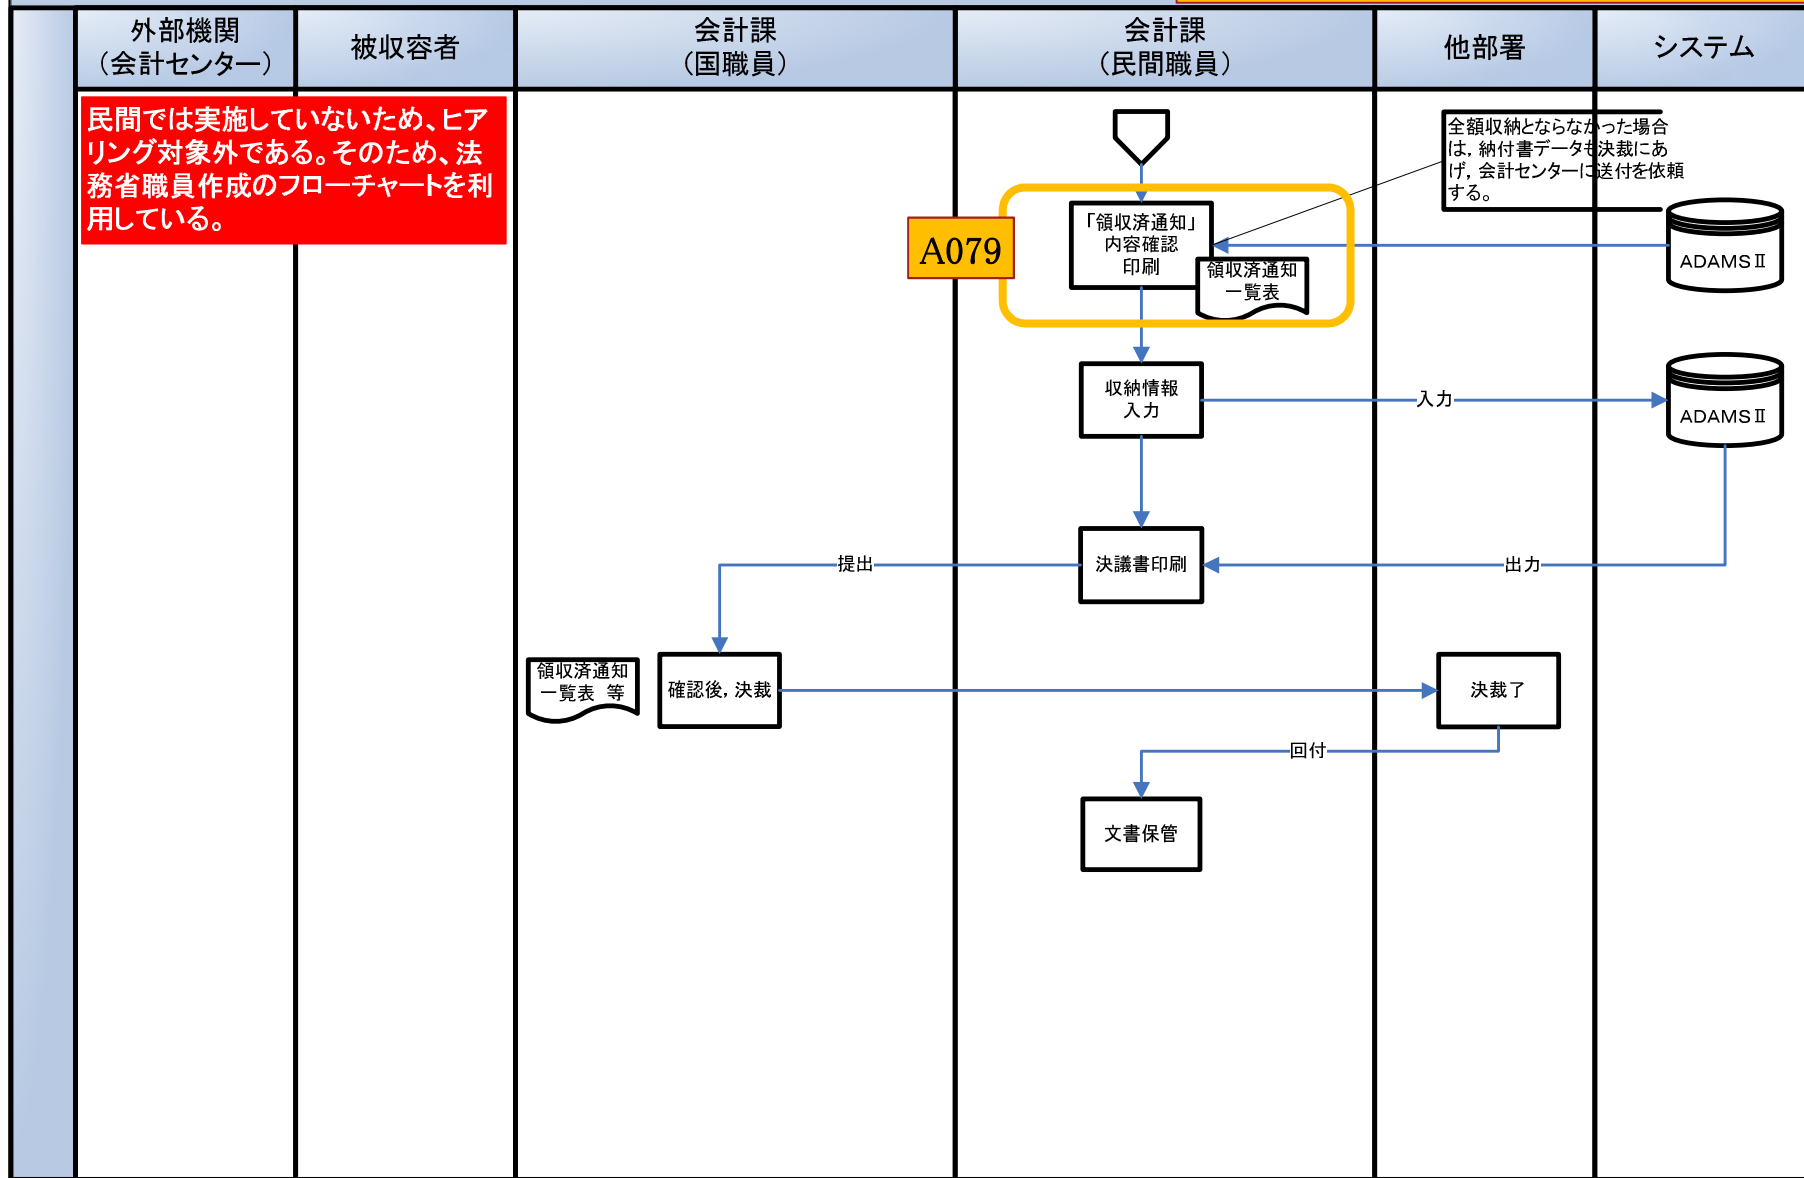 外部機関
（会計センター）
被収容者
会計課
（国職員）
会計課
（民間職員）
他部署
システム
民間では実施していないため、ヒア
リング対象外である。そのため、法
務省職員作成のフローチャートを利
用している。
全額収納とならなかった場合
は，納付書データも決裁にあ
げ，会計センターに送付を依頼
する。
A079
「領収済通知」
内容確認
印刷
領収済通知
一覧表
ADAMSⅡ
収納情報
入力
入力
ADAMSⅡ
提出
決議書印刷
出力
領収済通知
一覧表 等
確認後，決裁
決裁了
回付
文書保管